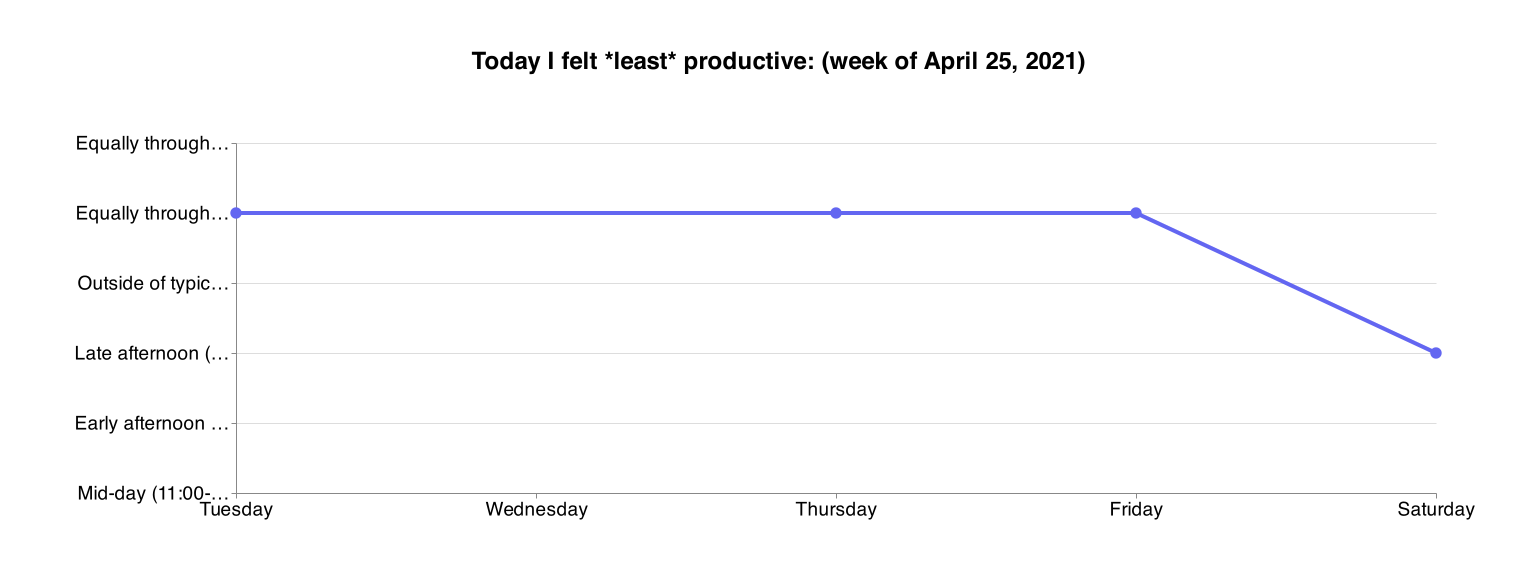 Today I felt *least* productive: (week of April 25, 2021)
Equally through…
Equally through…
Outside of typic…
Late afternoon (…
Early afternoon …
Mid-day (11:00-…
Tuesday
Wednesday
Thursday
Friday
Saturday